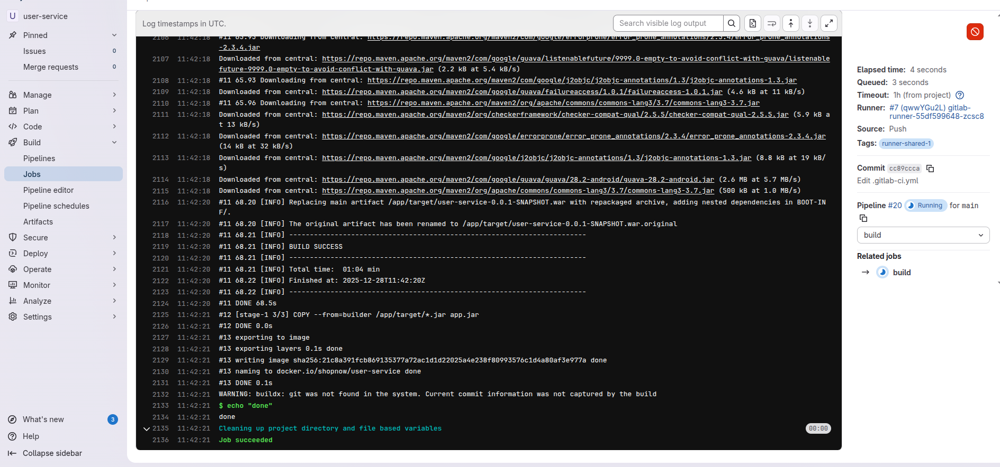 U user-service
Pinned
Issues 0
Merge requests 0
Manage
Plan
Code
Build
Pipelines
Jobs
Pipeline editor
Pipeline schedules
Artifacts
Secure
Deploy
Operate
Monitor
Analyze
Settings
What's new 3
Help
Collapse sidebar
Log timestamps in UTC.
Search visible log output
2106 11:42:18 #11 65.93 Downloading from central: https://repo.maven.apache.org/maven2/com/google/errorprone/error_prone_annotations/2.3.4/error_prone_annotations
-2.3.4.jar
2107 11:42:18 Downloaded from central: https://repo.maven.apache.org/maven2/com/google/guava/listenablefuture/9999.0-empty-to-avoid-conflict-with-guava/listenable
future-9999.0-empty-to-avoid-conflict-with-guava.jar (2.2 kB at 5.4 kB/s)
2108 11:42:18 #11 65.93 Downloading from central: https://repo.maven.apache.org/maven2/com/google/j2objc/j2objc-annotations/1.3/j2objc-annotations-1.3.jar
2109 11:42:18 Downloaded from central: https://repo.maven.apache.org/maven2/com/google/guava/failureaccess/1.0.1/failureaccess-1.0.1.jar (4.6 kB at 11 kB/s)
2110 11:42:18 #11 65.96 Downloading from central: https://repo.maven.apache.org/maven2/org/apache/commons/commons-lang3/3.7/commons-lang3-3.7.jar
2111 11:42:18 Downloaded from central: https://repo.maven.apache.org/maven2/org/checkerframework/checker-compat-qual/2.5.5/checker-compat-qual-2.5.5.jar (5.9 kB a
t 13 kB/s)
2112 11:42:18 Downloaded from central: https://repo.maven.apache.org/maven2/com/google/errorprone/error_prone_annotations/2.3.4/error_prone_annotations-2.3.4.jar
(14 kB at 32 kB/s)
2113 11:42:18 Downloaded from central: https://repo.maven.apache.org/maven2/com/google/j2objc/j2objc-annotations/1.3/j2objc-annotations-1.3.jar (8.8 kB at 19 kB/
s)
2114 11:42:18 Downloaded from central: https://repo.maven.apache.org/maven2/com/google/guava/guava/28.2-android/guava-28.2-android.jar (2.6 MB at 5.7 MB/s)
2115 11:42:18 Downloaded from central: https://repo.maven.apache.org/maven2/org/apache/commons/commons-lang3/3.7/commons-lang3-3.7.jar (500 kB at 1.0 MB/s)
2116 11:42:20 #11 68.20 [INFO] Replacing main artifact /app/target/user-service-0.0.1-SNAPSHOT.war with repackaged archive, adding nested dependencies in BOOT-IN
F/.
2117 11:42:20 #11 68.20 [INFO] The original artifact has been renamed to /app/target/user-service-0.0.1-SNAPSHOT.war.original
2118 11:42:20 #11 68.21 [INFO] ------------------------------------------------------------------------
2119 11:42:20 #11 68.21 [INFO] BUILD SUCCESS
2120 11:42:20 #11 68.21 [INFO] ------------------------------------------------------------------------
2121 11:42:20 #11 68.21 [INFO] Total time:  01:04 min
2122 11:42:20 #11 68.22 [INFO] Finished at: 2025-12-28T11:42:20Z
2123 11:42:20 #11 68.22 [INFO] ------------------------------------------------------------------------
2124 11:42:20 #11 DONE 68.5s
2125 11:42:21 #12 [stage-1 3/3] COPY --from=builder /app/target/*.jar app.jar
2126 11:42:21 #12 DONE 0.0s
2127 11:42:21 #13 exporting to image
2128 11:42:21 #13 exporting layers 0.1s done
2129 11:42:21 #13 writing image sha256:21c8a391fcb869135377a72ac1d1d22025a4e238f80993576c1d4a80af3e977a done
2130 11:42:21 #13 naming to docker.io/shopnow/user-service done
2131 11:42:21 #13 DONE 0.1s
2132 11:42:21 WARNING: buildx: git was not found in the system. Current commit information was not captured by the build
2133 11:42:21 $ echo "done"
2134 11:42:21 done
2135 11:42:21 Cleaning up project directory and file based variables 00:00
2136 11:42:21 Job succeeded
Elapsed time: 4 seconds
Queued: 3 seconds
Timeout: 1h (from project)
Runner: #7 (qwwYGu2L) gitlab-
runner-55df599648-zcsc8
Source: Push
Tags: runner-shared-1
Commit cc89ccca
Edit .gitlab-ci.yml
Pipeline #20 Running for main
build
Related jobs
build